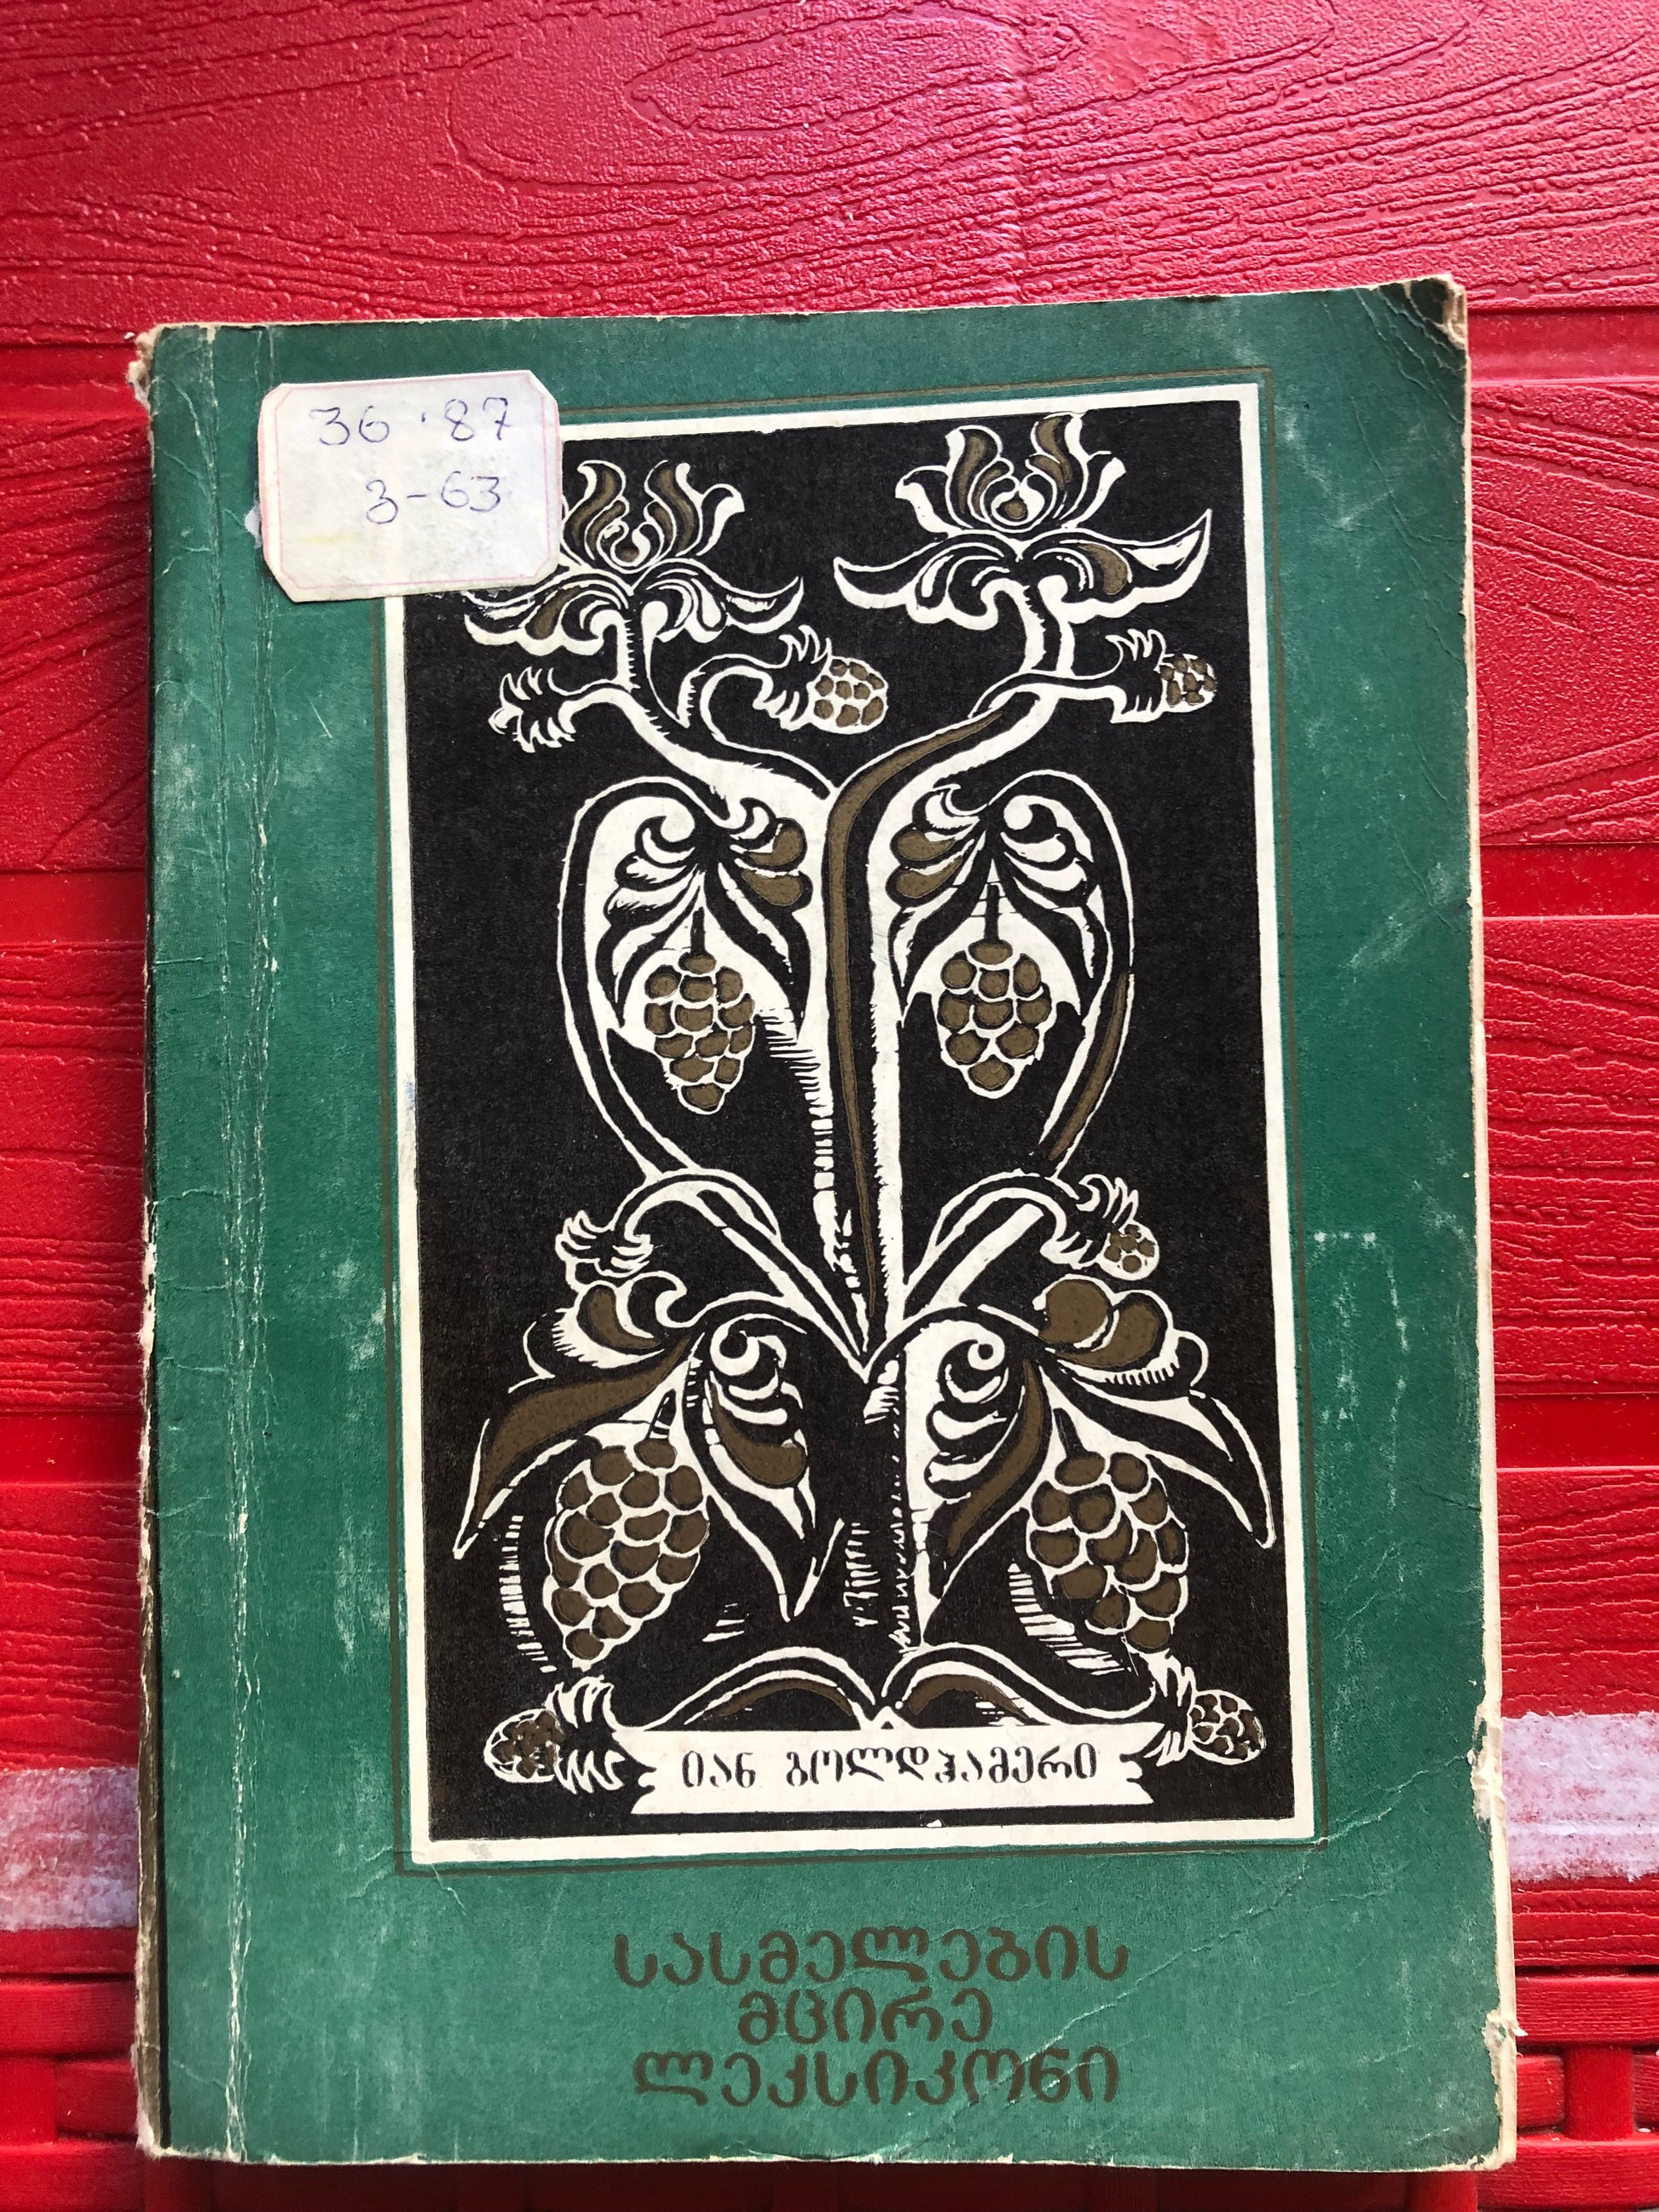 36.87
გ-63
იან გოლდჰამერი
სასმელების
მცირე
ლექსიკონი